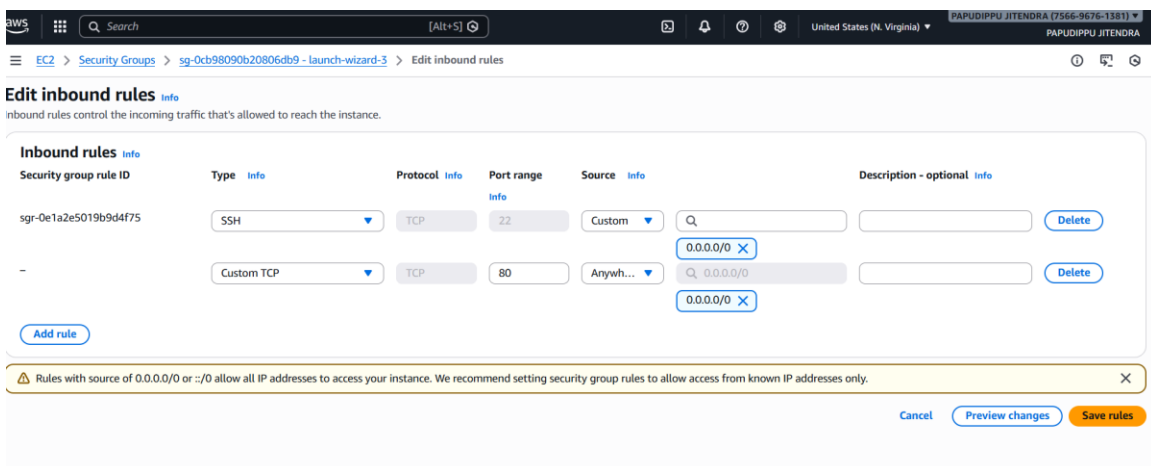 aws Search [Alt+S] United States (N. Virginia) ▼ PAPUDIPPU JITENDRA (7566-9676-1381) ▼
PAPUDIPPU JITENDRA
EC2 > Security Groups > sg-0cb98090b20806db9 - launch-wizard-3 > Edit inbound rules
Edit inbound rules Info
Inbound rules control the incoming traffic that's allowed to reach the instance.
Inbound rules Info
Security group rule ID Type Info Protocol Info Port range Info Source Info Description - optional Info
sgr-0e1a2e5019b9d4f75 SSH TCP 22 Custom Delete
0.0.0.0/0 X
– Custom TCP TCP 80 Anywh... 0.0.0.0/0 Delete
0.0.0.0/0 X
Add rule
Rules with source of 0.0.0.0/0 or ::/0 allow all IP addresses to access your instance. We recommend setting security group rules to allow access from known IP addresses only.
Cancel Preview changes Save rules